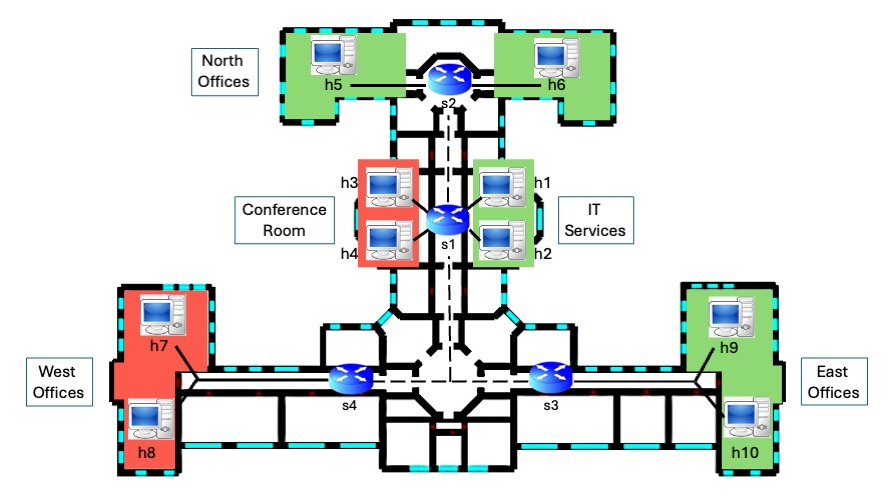 North
Offices
h5
h6
s2
h3
h1
Conference
Room
IT
Services
s1
h4
h2
h7
h9
West
Offices
East
Offices
s4
s3
h8
h10